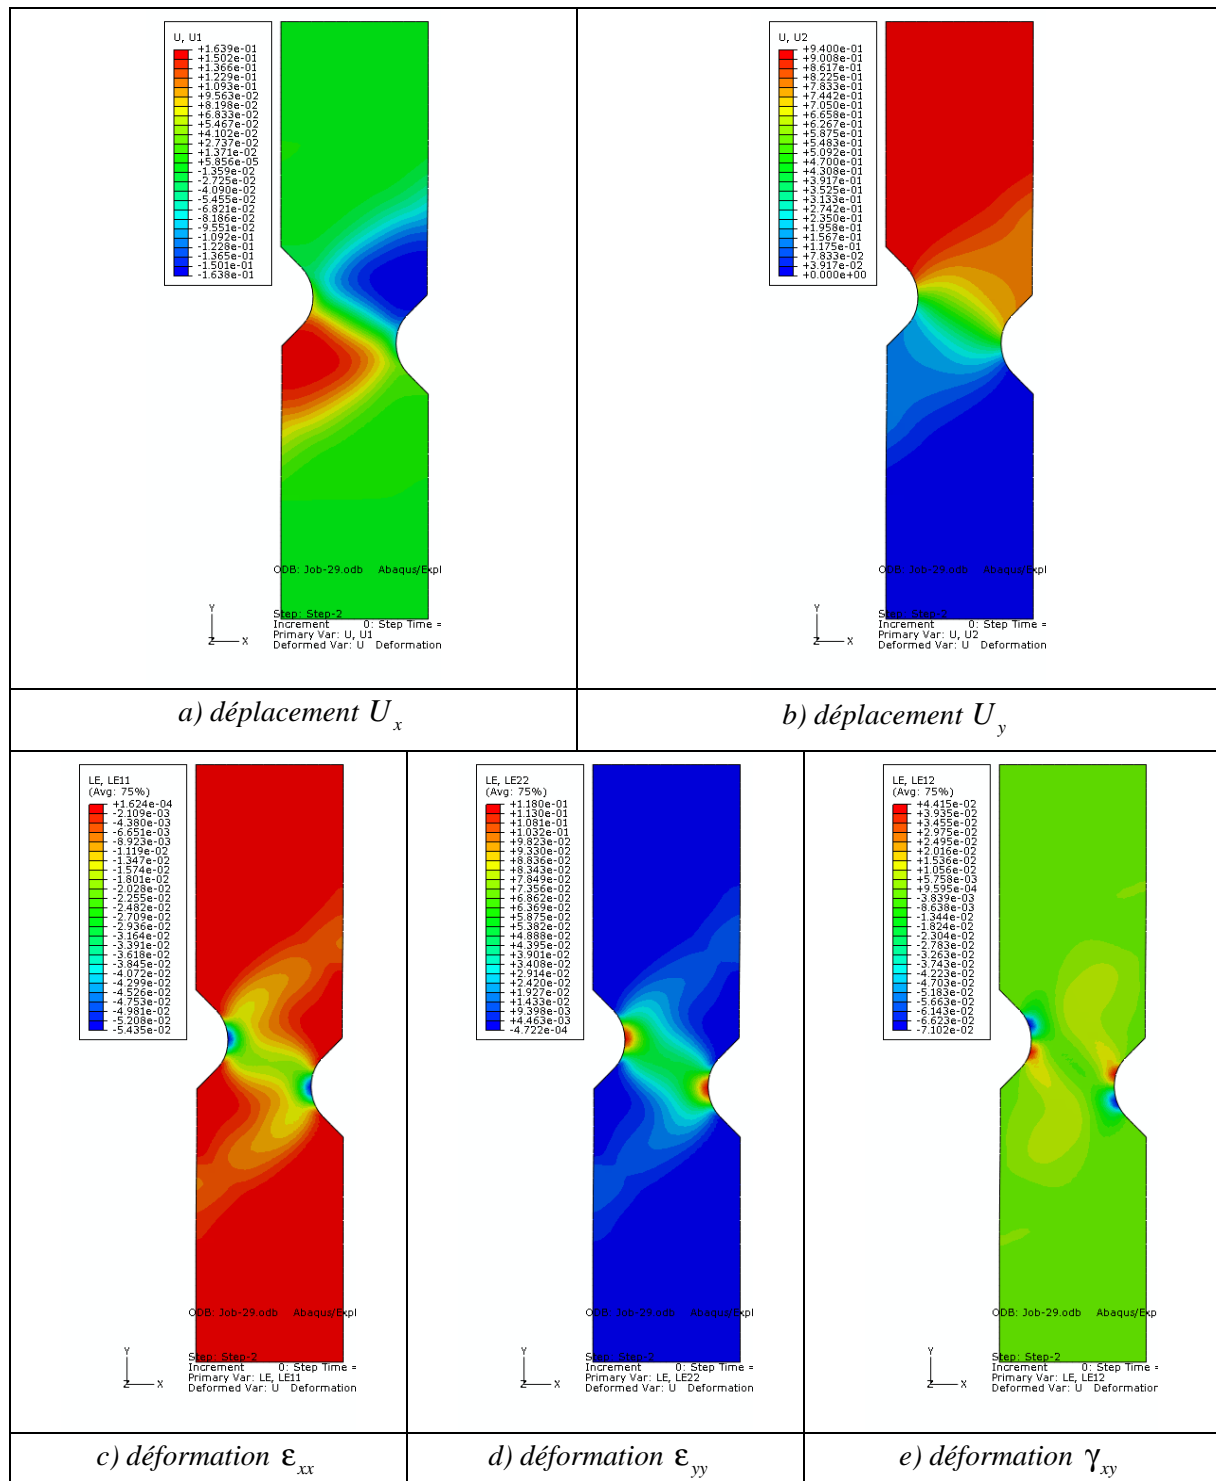 U, U1
+1.639e-01
+1.502e-01
+1.366e-01
+1.229e-01
+1.093e-01
+9.563e-02
+8.198e-02
+6.833e-02
+5.467e-02
+4.102e-02
+2.737e-02
+1.371e-02
+5.856e-05
-1.359e-02
-2.725e-02
-4.090e-02
-5.455e-02
-6.821e-02
-8.186e-02
-9.551e-02
-1.092e-01
-1.228e-01
-1.365e-01
-1.501e-01
-1.638e-01
ODB: Job-29.odb Abaqus/Expl
Y
Z X
Step: Step-2
Increment 0: Step Time =
Primary Var: U, U1
Deformed Var: U Deformation
U, U2
+9.400e-01
+9.008e-01
+8.617e-01
+8.225e-01
+7.833e-01
+7.442e-01
+7.050e-01
+6.658e-01
+6.267e-01
+5.875e-01
+5.483e-01
+5.092e-01
+4.700e-01
+4.308e-01
+3.917e-01
+3.525e-01
+3.133e-01
+2.742e-01
+2.350e-01
+1.958e-01
+1.567e-01
+1.175e-01
+7.833e-02
+3.917e-02
+0.000e+00
ODB: Job-29.odb Abaqus/Expl
Y
Z X
Step: Step-2
Increment 0: Step Time =
Primary Var: U, U2
Deformed Var: U Deformation
a) déplacement U_x
b) déplacement U_y
LE, LE11
(Avg: 75%)
+1.624e-04
-2.109e-03
-4.380e-03
-6.651e-03
-8.923e-03
-1.119e-02
-1.347e-02
-1.574e-02
-1.801e-02
-2.028e-02
-2.255e-02
-2.482e-02
-2.709e-02
-2.936e-02
-3.164e-02
-3.391e-02
-3.618e-02
-3.845e-02
-4.072e-02
-4.299e-02
-4.526e-02
-4.753e-02
-4.981e-02
-5.208e-02
-5.435e-02
ODB: Job-29.odb Abaqus/Expl
Y
Z X
Step: Step-2
Increment 0: Step Time =
Primary Var: LE, LE11
Deformed Var: U Deformation
LE, LE22
(Avg: 75%)
+1.180e-01
+1.130e-01
+1.081e-01
+1.032e-01
+9.823e-02
+9.330e-02
+8.836e-02
+8.343e-02
+7.849e-02
+7.356e-02
+6.862e-02
+6.369e-02
+5.875e-02
+5.382e-02
+4.888e-02
+4.395e-02
+3.901e-02
+3.408e-02
+2.914e-02
+2.420e-02
+1.927e-02
+1.433e-02
+9.398e-03
+4.463e-03
-4.722e-04
ODB: Job-29.odb Abaqus/Expl
Y
Z X
Step: Step-2
Increment 0: Step Time =
Primary Var: LE, LE22
Deformed Var: U Deformation
LE, LE12
(Avg: 75%)
+4.415e-02
+3.935e-02
+3.455e-02
+2.975e-02
+2.495e-02
+2.016e-02
+1.536e-02
+1.056e-02
+5.758e-03
+9.595e-04
-3.839e-03
-8.638e-03
-1.344e-02
-1.824e-02
-2.304e-02
-2.783e-02
-3.263e-02
-3.743e-02
-4.223e-02
-4.703e-02
-5.183e-02
-5.663e-02
-6.143e-02
-6.623e-02
-7.102e-02
ODB: Job-29.odb Abaqus/Exp
Y
Z X
Step: Step-2
Increment 0: Step Time =
Primary Var: LE, LE12
Deformed Var: U Deformation
c) déformation ε_xx
d) déformation ε_yy
e) déformation γ_xy